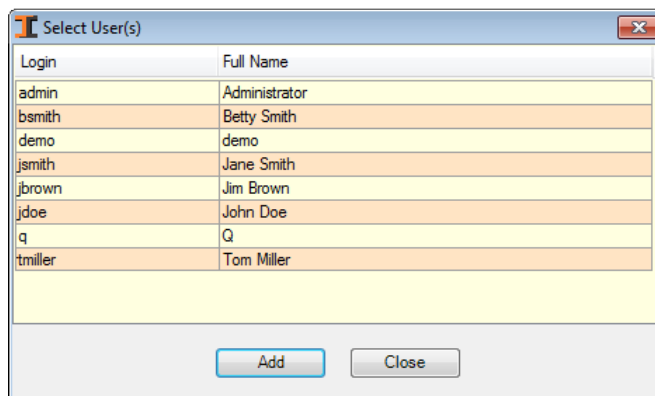 Select User(s)
Login Full Name
admin Administrator
bsmith Betty Smith
demo demo
jsmith Jane Smith
jbrown Jim Brown
jdoe John Doe
q Q
tmiller Tom Miller
Add Close